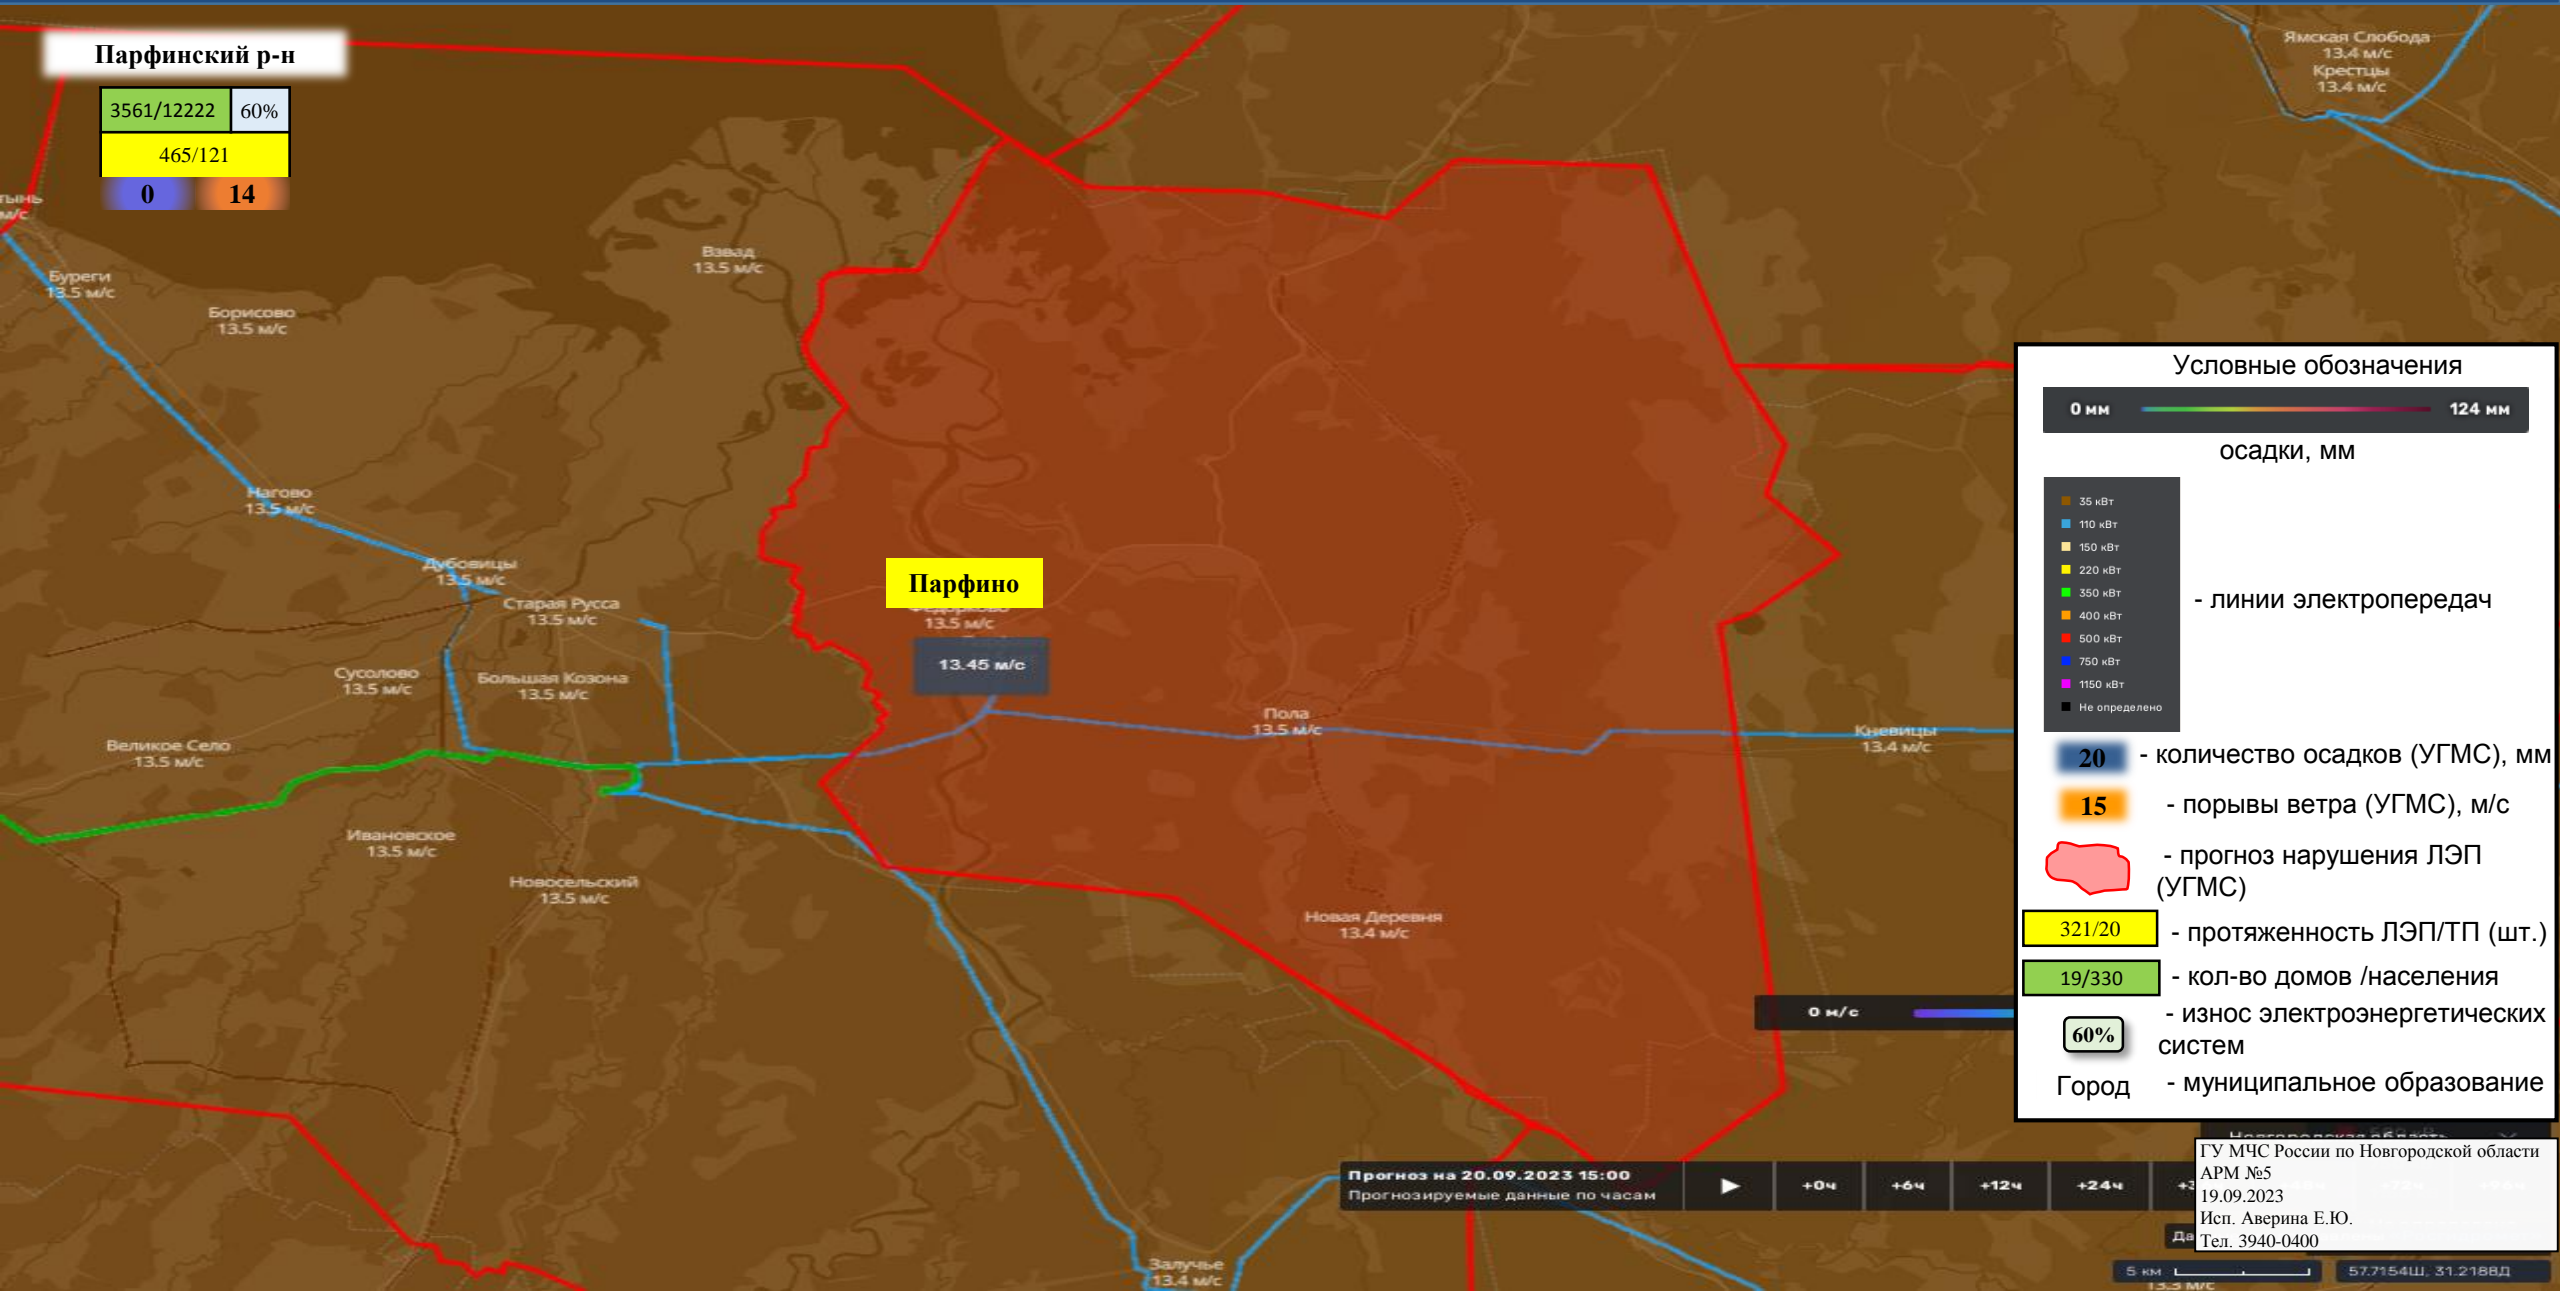 Парфинский р-н
3561/12222 60%
465/121
0 14
Ямская Слобода
13.4 м/с
Крестцы
13.4 м/с
Взвад
13.5 м/с
Буреги
13.5 м/с
Борисово
13.5 м/с
Нагово
13.5 м/с
Дубовицы
13.5 м/с
Старая Русса
13.5 м/с
Сусолово
13.5 м/с
Большая Козона
13.5 м/с
Великое Село
13.5 м/с
Ивановское
13.5 м/с
Новосельский
13.5 м/с
Парфино
13.5 м/с
13.45 м/с
Пола
13.5 м/с
Кневицы
13.4 м/с
Новая Деревня
13.4 м/с
Залучье
13.4 м/с
0 м/с
Условные обозначения
0 мм 124 мм
осадки, мм
35 кВт
110 кВт
150 кВт
220 кВт
350 кВт
400 кВт
500 кВт
750 кВт
1150 кВт
Не определено
- линии электропередач
20 - количество осадков (УГМС), мм
15 - порывы ветра (УГМС), м/с
- прогноз нарушения ЛЭП
(УГМС)
321/20 - протяженность ЛЭП/ТП (шт.)
19/330 - кол-во домов /населения
60% - износ электроэнергетических
систем
Город - муниципальное образование
Прогноз на 20.09.2023 15:00
Прогнозируемые данные по часам
+0ч +6ч +12ч +24ч
ГУ МЧС России по Новгородской области
АРМ №5
19.09.2023
Исп. Аверина Е.Ю.
Тел. 3940-0400
5 км
57.7154Ш, 31.2188Д